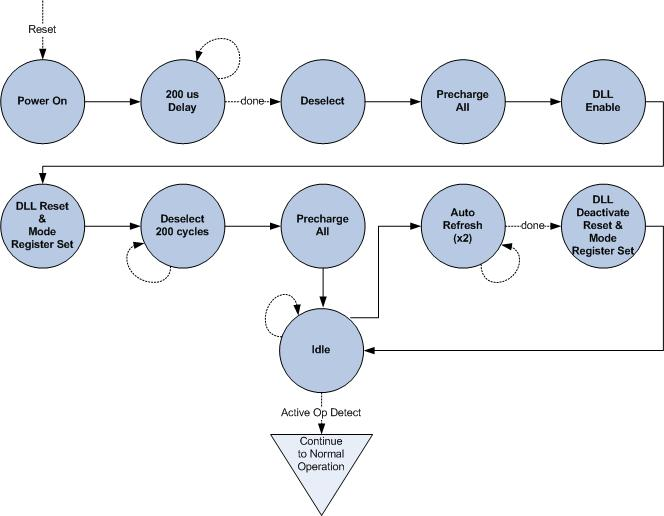 Reset
Power On
200 us
Delay
done
Deselect
Precharge
All
DLL
Enable
DLL Reset
&
Mode
Register Set
Deselect
200 cycles
Precharge
All
Auto
Refresh
(x2)
done
DLL
Deactivate
Reset &
Mode
Register Set
Idle
Active Op Detect
Continue
to Normal
Operation